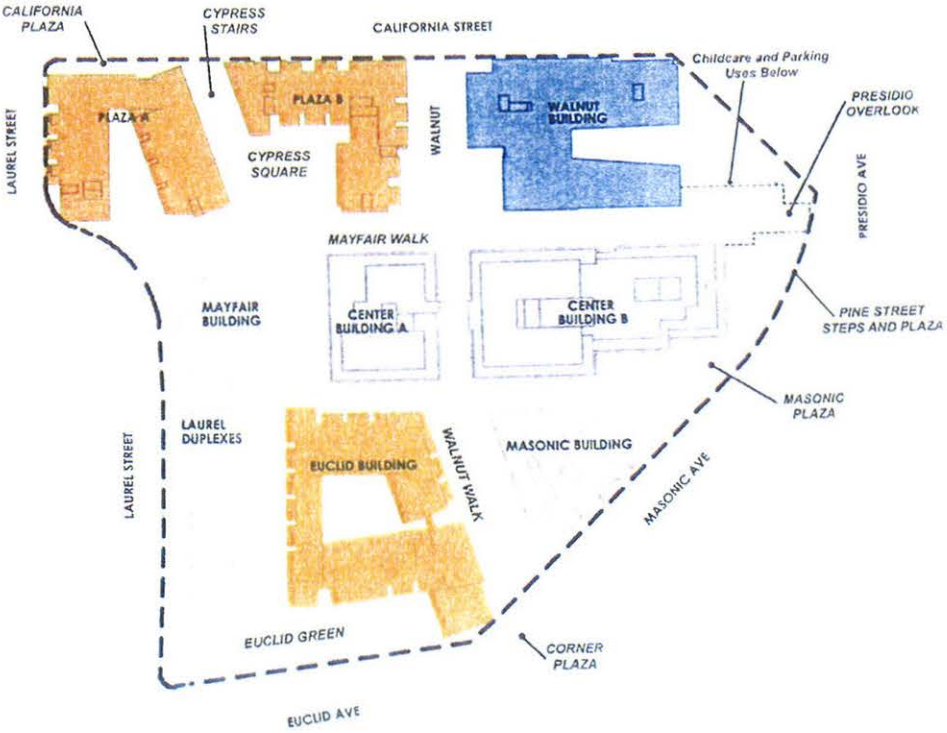 CALIFORNIA
PLAZA
CYPRESS
STAIRS
CALIFORNIA STREET
Childcare and Parking
Uses Below
PRESIDIO
OVERLOOK
LAUREL STREET
PLAZA A
PLAZA B
WALNUT
WALNUT
BUILDING
CYPRESS
SQUARE
PRESIDIO AVE
MAYFAIR WALK
MAYFAIR
BUILDING
CENTER
BUILDING A
CENTER
BUILDING B
PINE STREET
STEPS AND PLAZA
MASONIC
PLAZA
LAUREL
DUPLEXES
LAUREL STREET
EUCLID BUILDING
WALNUT WALK
MASONIC BUILDING
MASONIC AVE
EUCLID GREEN
CORNER
PLAZA
EUCLID AVE